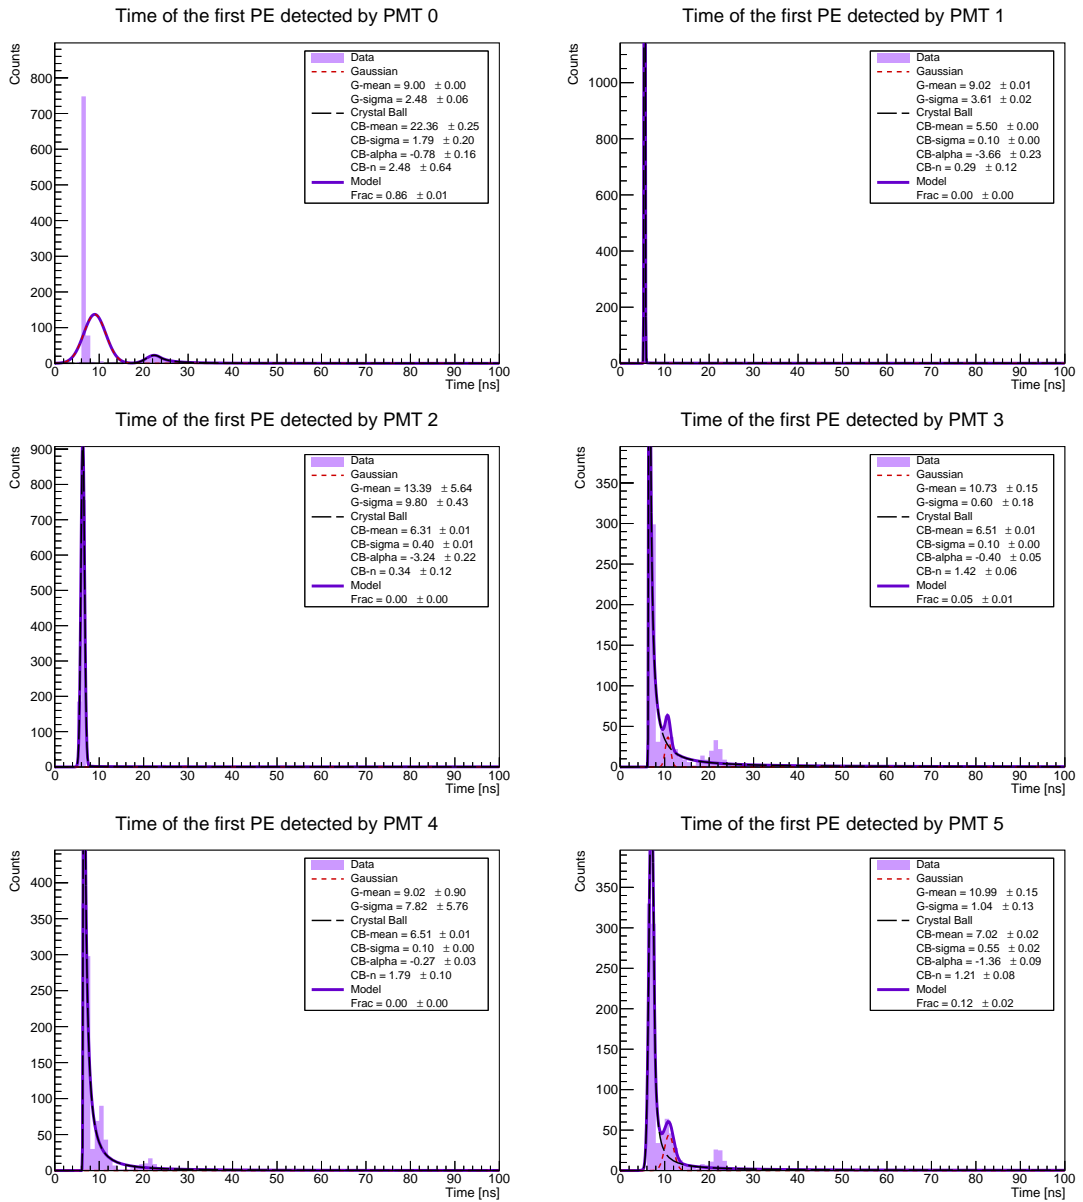 Time of the first PE detected by PMT 0
Counts
800
700
600
500
400
300
200
100
0
0 10 20 30 40 50 60 70 80 90 100
Time [ns]
Data
Gaussian
G-mean = 9.00 ± 0.00
G-sigma = 2.48 ± 0.06
Crystal Ball
CB-mean = 22.36 ± 0.25
CB-sigma = 1.79 ± 0.20
CB-alpha = -0.78 ± 0.16
CB-n = 2.48 ± 0.64
Model
Frac = 0.86 ± 0.01
Time of the first PE detected by PMT 1
Counts
1000
800
600
400
200
0
0 10 20 30 40 50 60 70 80 90 100
Time [ns]
Data
Gaussian
G-mean = 9.02 ± 0.01
G-sigma = 3.61 ± 0.02
Crystal Ball
CB-mean = 5.50 ± 0.00
CB-sigma = 0.10 ± 0.00
CB-alpha = -3.66 ± 0.23
CB-n = 0.29 ± 0.12
Model
Frac = 0.00 ± 0.00
Time of the first PE detected by PMT 2
Counts
900
800
700
600
500
400
300
200
100
0
0 10 20 30 40 50 60 70 80 90 100
Time [ns]
Data
Gaussian
G-mean = 13.39 ± 5.64
G-sigma = 9.80 ± 0.43
Crystal Ball
CB-mean = 6.31 ± 0.01
CB-sigma = 0.40 ± 0.01
CB-alpha = -3.24 ± 0.22
CB-n = 0.34 ± 0.12
Model
Frac = 0.00 ± 0.00
Time of the first PE detected by PMT 3
Counts
350
300
250
200
150
100
50
0
0 10 20 30 40 50 60 70 80 90 100
Time [ns]
Data
Gaussian
G-mean = 10.73 ± 0.15
G-sigma = 0.60 ± 0.18
Crystal Ball
CB-mean = 6.51 ± 0.01
CB-sigma = 0.10 ± 0.00
CB-alpha = -0.40 ± 0.05
CB-n = 1.42 ± 0.06
Model
Frac = 0.05 ± 0.01
Time of the first PE detected by PMT 4
Counts
400
350
300
250
200
150
100
50
0
0 10 20 30 40 50 60 70 80 90 100
Time [ns]
Data
Gaussian
G-mean = 9.02 ± 0.90
G-sigma = 7.82 ± 5.76
Crystal Ball
CB-mean = 6.51 ± 0.01
CB-sigma = 0.10 ± 0.00
CB-alpha = -0.27 ± 0.03
CB-n = 1.79 ± 0.10
Model
Frac = 0.00 ± 0.00
Time of the first PE detected by PMT 5
Counts
350
300
250
200
150
100
50
0
0 10 20 30 40 50 60 70 80 90 100
Time [ns]
Data
Gaussian
G-mean = 10.99 ± 0.15
G-sigma = 1.04 ± 0.13
Crystal Ball
CB-mean = 7.02 ± 0.02
CB-sigma = 0.55 ± 0.02
CB-alpha = -1.36 ± 0.09
CB-n = 1.21 ± 0.08
Model
Frac = 0.12 ± 0.02